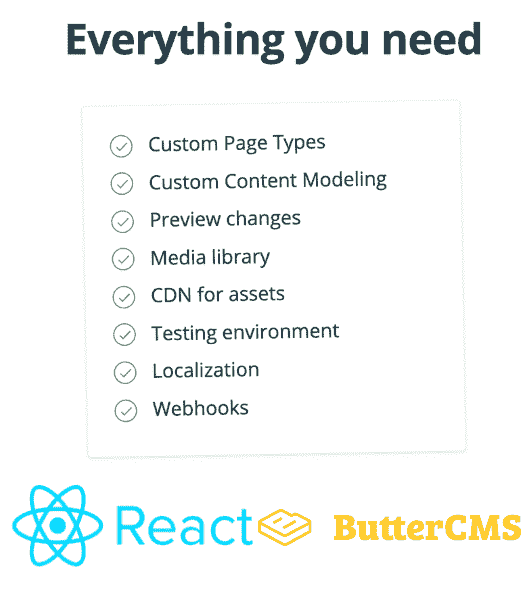 Everything you need
Custom Page Types
Custom Content Modeling
Preview changes
Media library
CDN for assets
Testing environment
Localization
Webhooks
React
ButterCMS